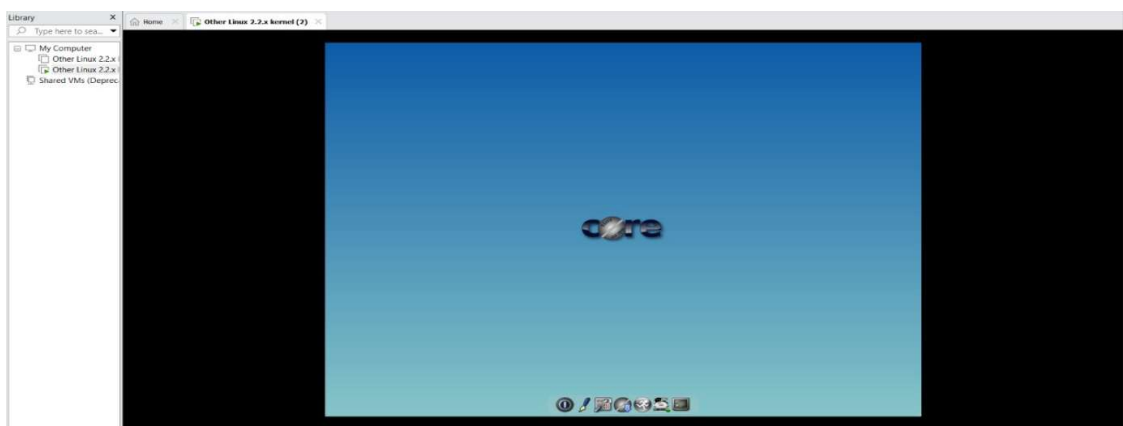 Library
Type here to sea...
My Computer
Other Linux 2.2.x
Other Linux 2.2.x
Shared VMs (Deprec
Home
Other Linux 2.2.x kernel (2)
core